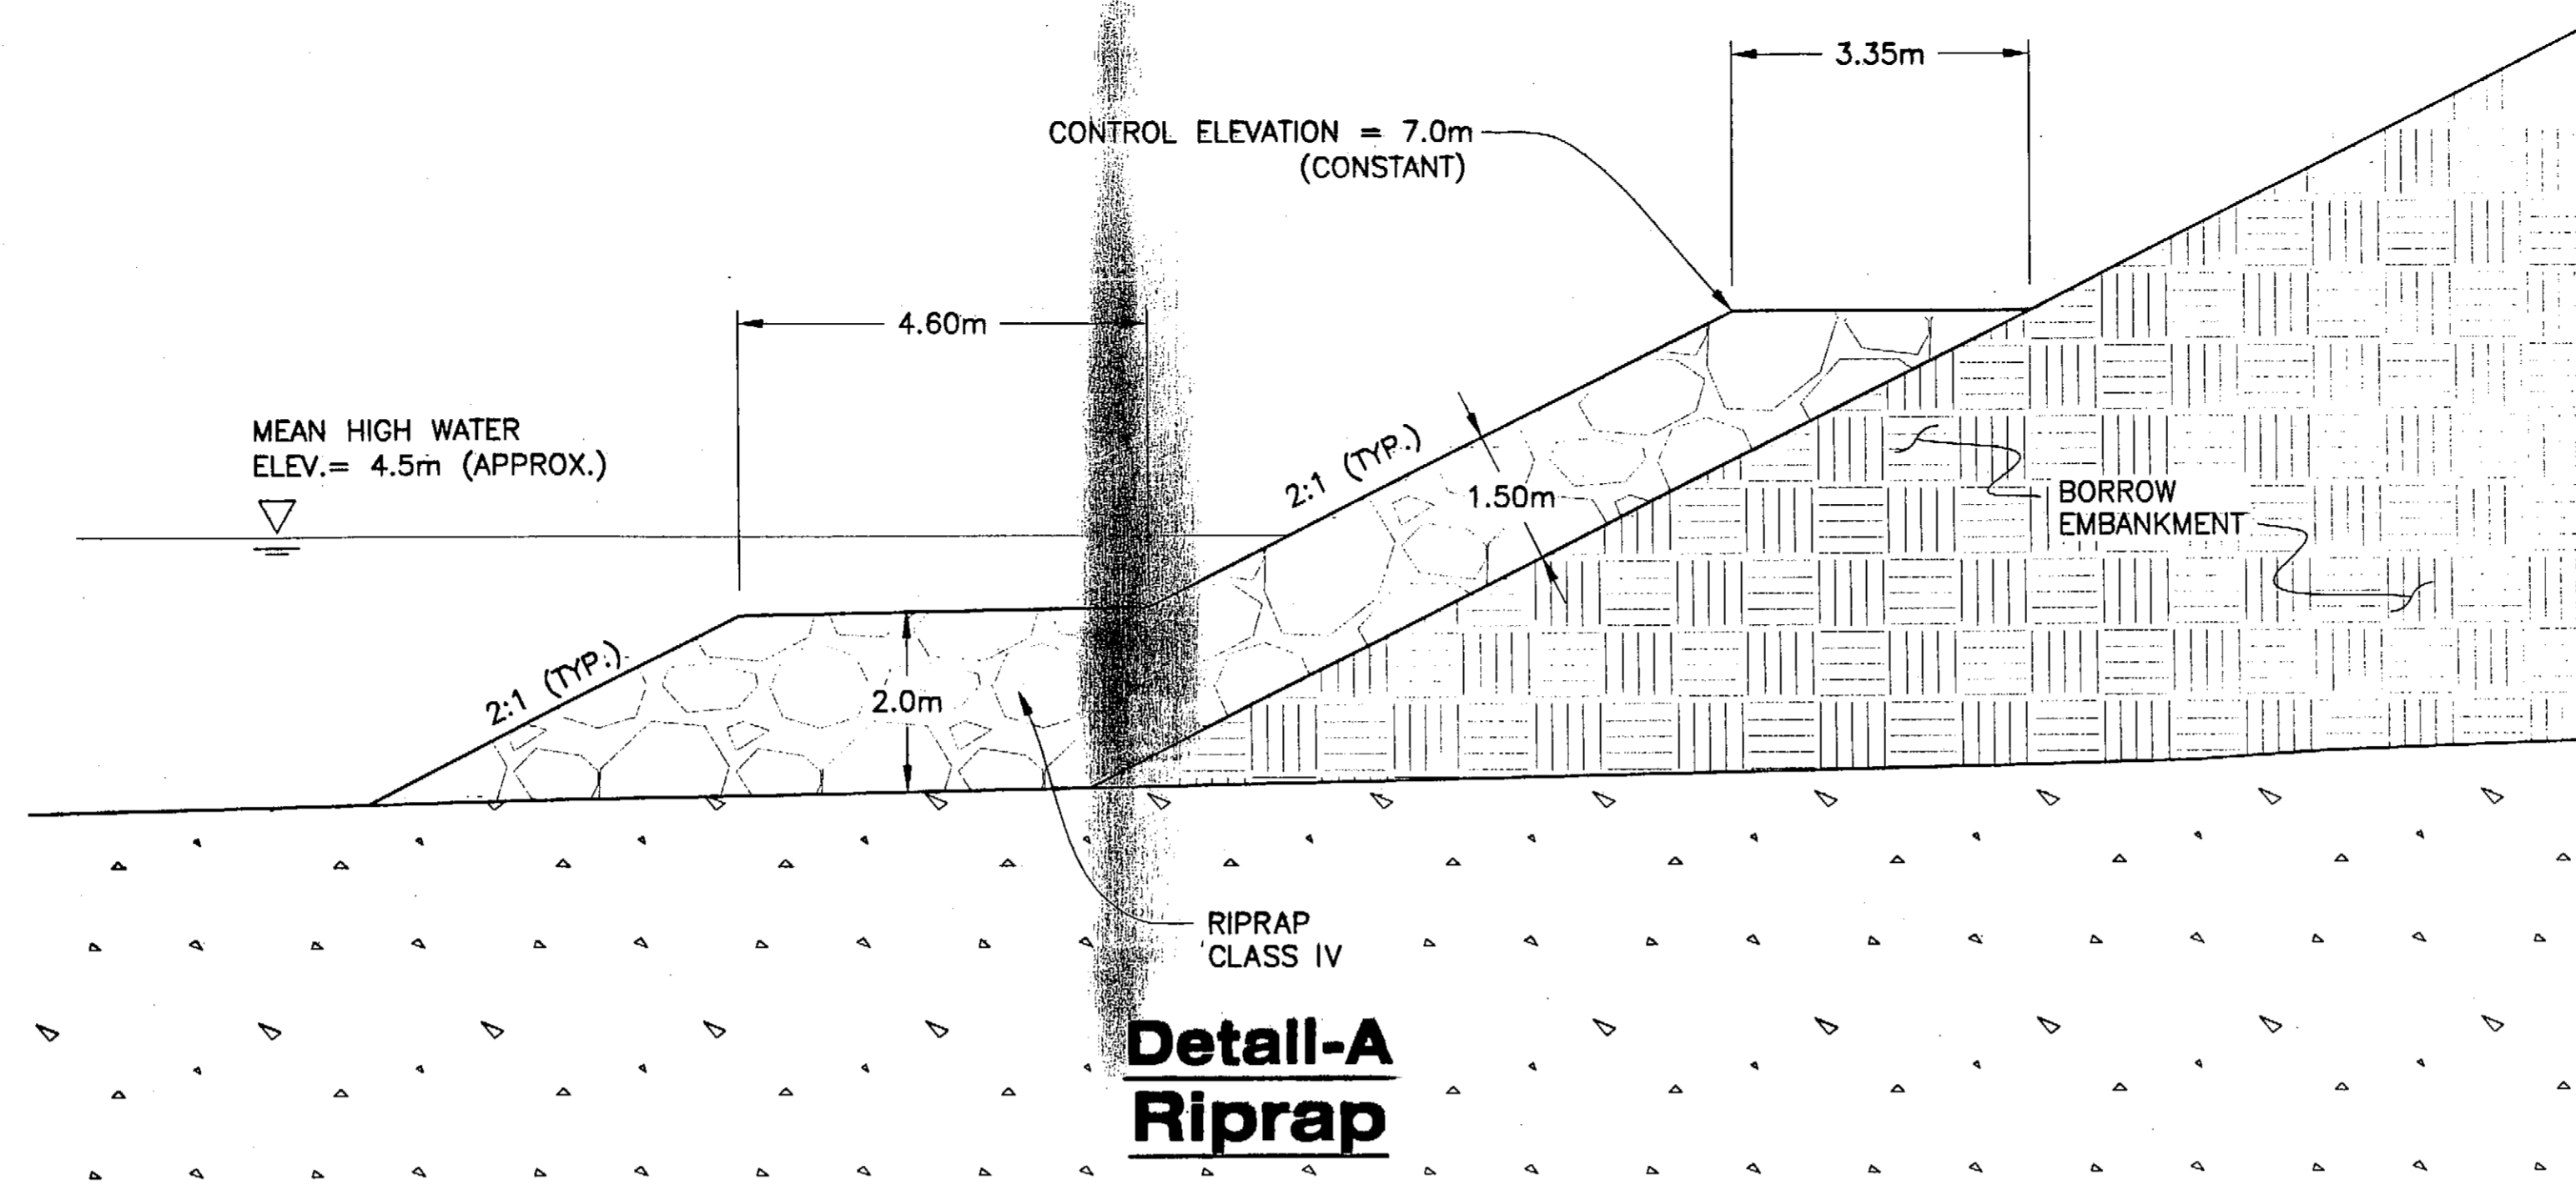 3.35m
CONTROL ELEVATION = 7.0m
(CONSTANT)
4.60m
MEAN HIGH WATER
ELEV.= 4.5m (APPROX.)
2:1 (TYP.)
1.50m
BORROW
EMBANKMENT
2:1 (TYP.)
2.0m
RIPRAP
CLASS IV
Detail-A
Riprap